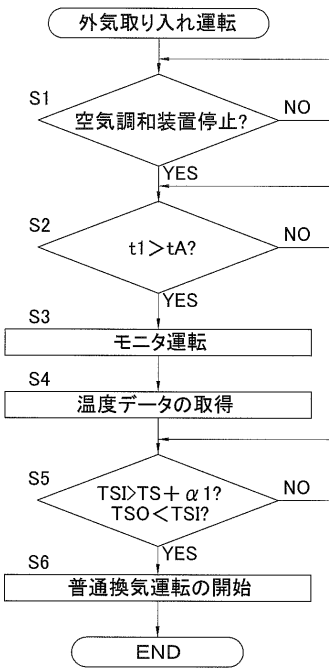 外気取り入れ運転
S1
空気調和装置停止?
NO
YES
S2
t1>tA?
NO
YES
S3
モニタ運転
S4
温度データの取得
S5
TSI>TS+α1?
TSO<TSI?
NO
YES
S6
普通換気運転の開始
END